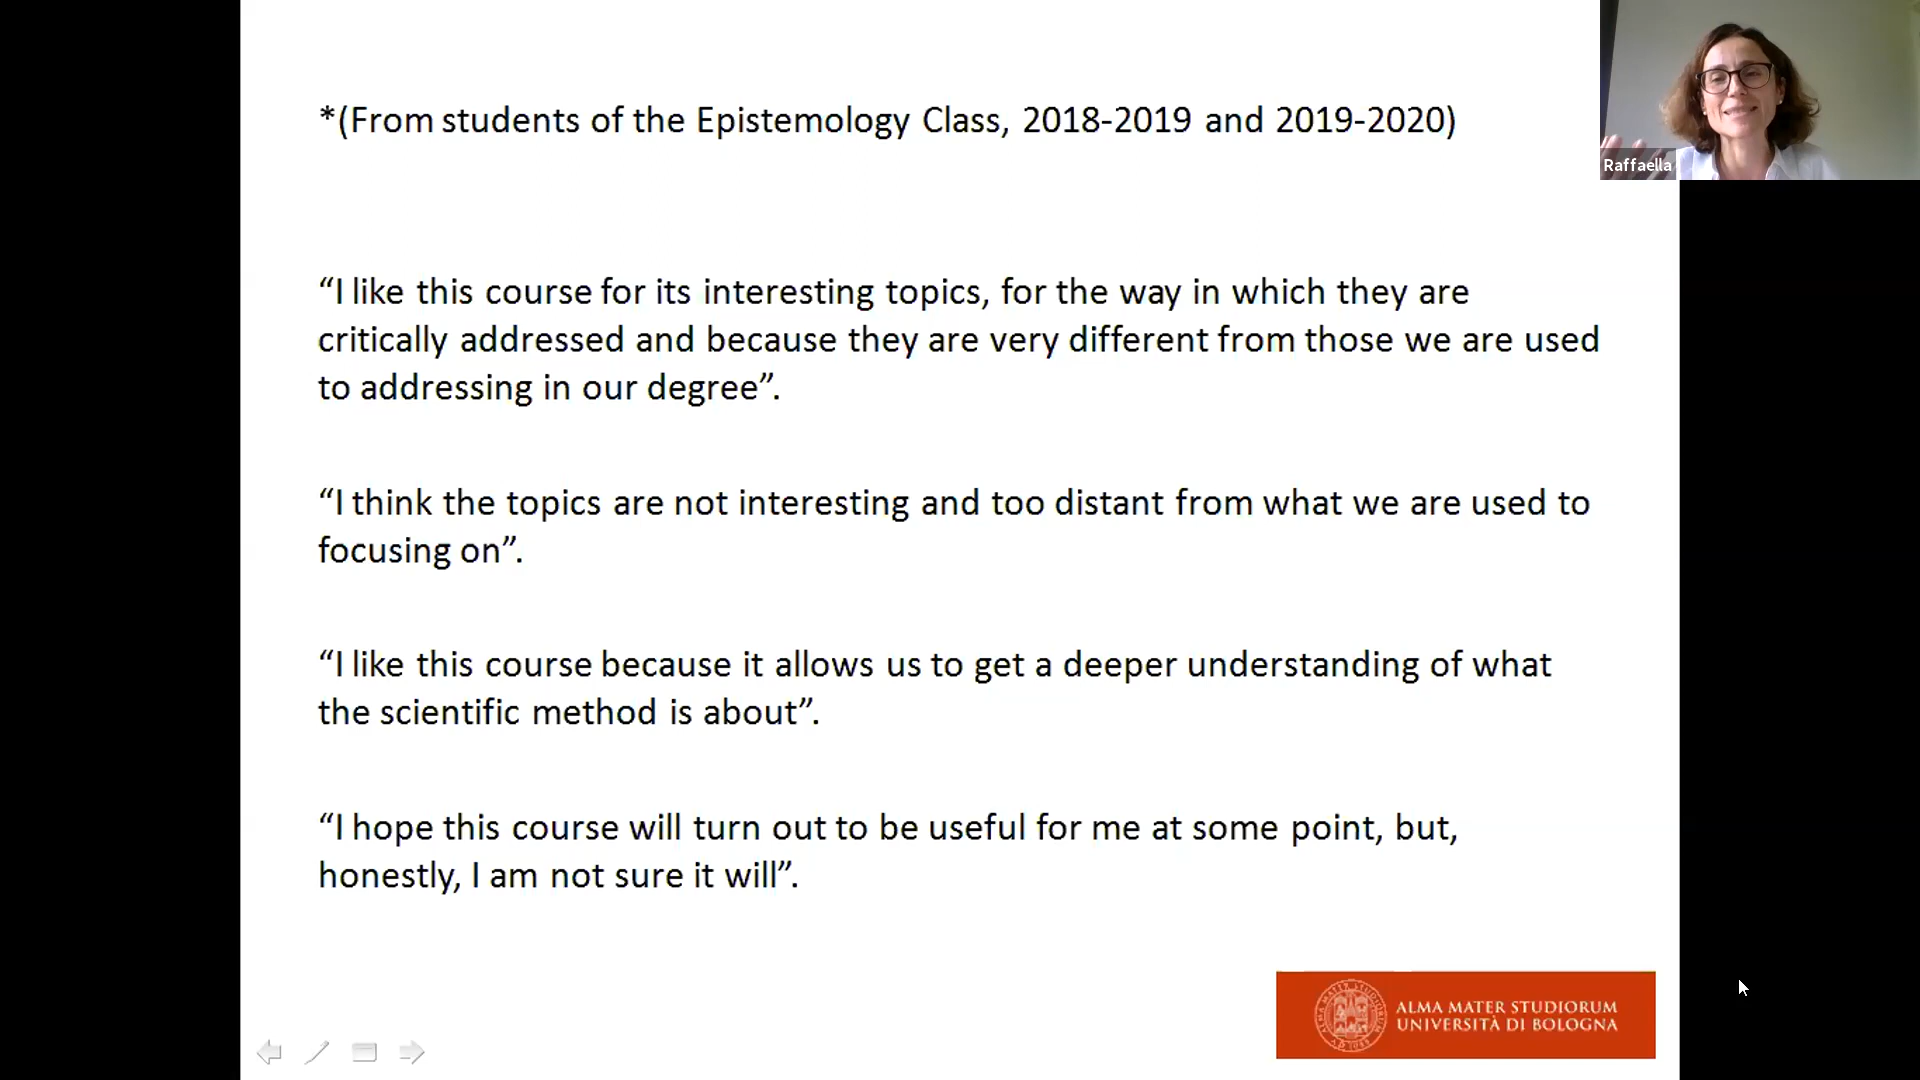 *(From students of the Epistemology Class, 2018-2019 and 2019-2020)
Raffaella
“I like this course for its interesting topics, for the way in which they are
critically addressed and because they are very different from those we are used
to addressing in our degree”.
“I think the topics are not interesting and too distant from what we are used to
focusing on”.
“I like this course because it allows us to get a deeper understanding of what
the scientific method is about”.
“I hope this course will turn out to be useful for me at some point, but,
honestly, I am not sure it will”.
ALMA MATER STUDIORUM
UNIVERSITÀ DI BOLOGNA